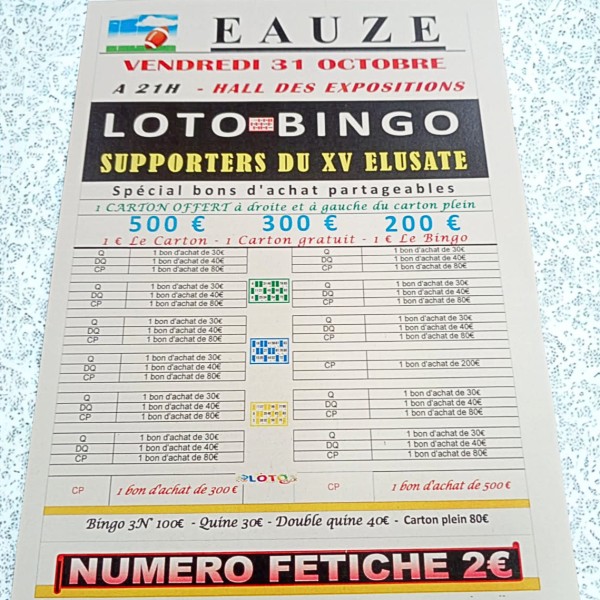 EAUZE
VENDREDI 31 OCTOBRE
A 21H - HALL DES EXPOSITIONS
LOTO BINGO
SUPPORTERS DU XV ELUSATE
Spécial bons d'achat partageables
1 CARTON OFFERT à droite et à gauche du carton plein
500 € 300 € 200 €
1 € Le Carton - 1 Carton gratuit - 1 € Le Bingo
Q 1 bon d'achat de 30€ Q 1 bon d'achat de 30€
DQ 1 bon d'achat de 40€ DQ 1 bon d'achat de 40€
CP 1 bon d'achat de 80€ CP 1 bon d'achat de 80€
Q 1 bon d'achat de 30€ Q 1 bon d'achat de 30€
DQ 1 bon d'achat de 40€ DQ 1 bon d'achat de 40€
CP 1 bon d'achat de 80€ CP 1 bon d'achat de 80€
Q 1 bon d'achat de 30€ Q 1 bon d'achat de 30€
DQ 1 bon d'achat de 40€ DQ 1 bon d'achat de 40€
CP 1 bon d'achat de 80€ CP 1 bon d'achat de 80€
Q 1 bon d'achat de 30€
DQ 1 bon d'achat de 40€ CP 1 bon d'achat de 200€
CP 1 bon d'achat de 80€
Q 1 bon d'achat de 30€ Q 1 bon d'achat de 30€
DQ 1 bon d'achat de 40€ DQ 1 bon d'achat de 40€
CP 1 bon d'achat de 80€ CP 1 bon d'achat de 80€
Q 1 bon d'achat de 30€ Q 1 bon d'achat de 30€
DQ 1 bon d'achat de 40€ DQ 1 bon d'achat de 40€
CP 1 bon d'achat de 80€ CP 1 bon d'achat de 80€
LOTO
CP 1 bon d'achat de 300 € CP 1 bon d'achat de 500 €
Bingo 3N 100€ - Quine 30€ - Double quine 40€ - Carton plein 80€
NUMERO FETICHE 2€